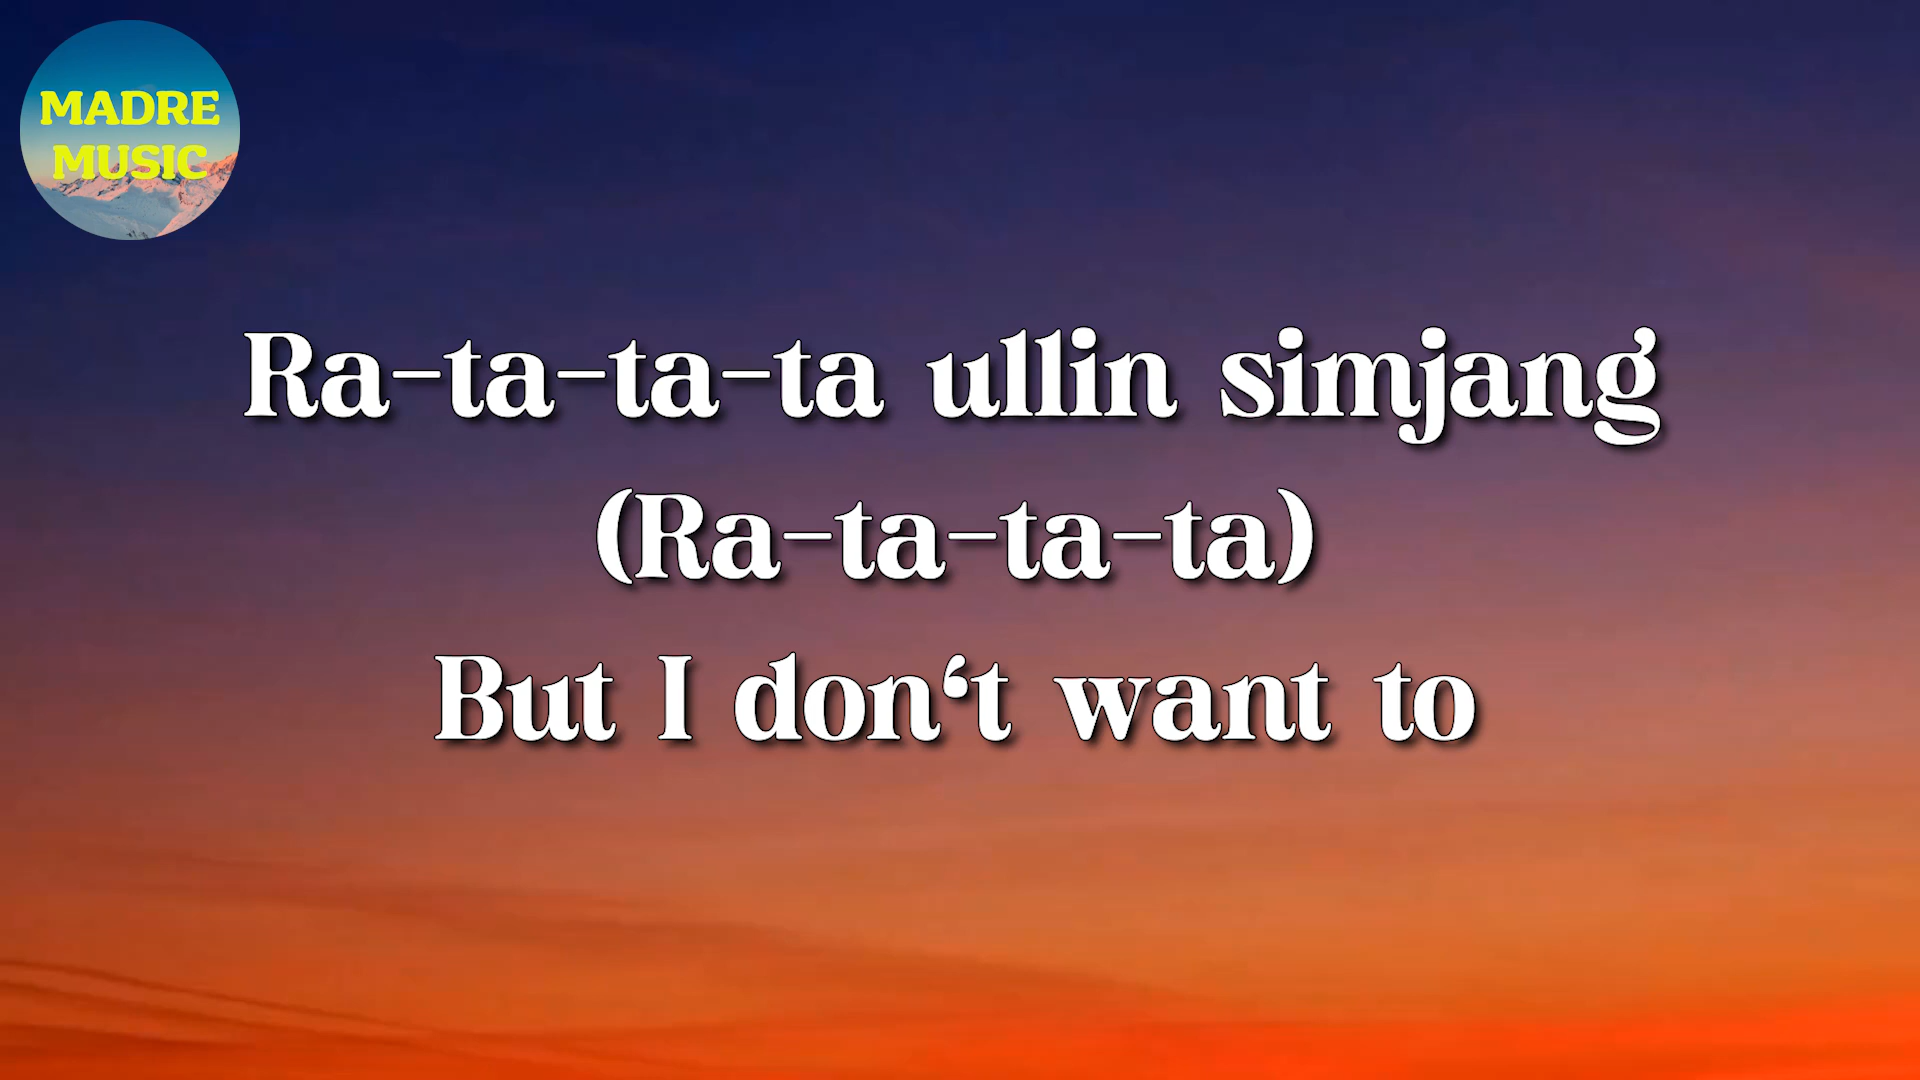 MADRE
MUSIC
Ra-ta-ta-ta ullin simjang
(Ra-ta-ta-ta)
But I don‘t want to